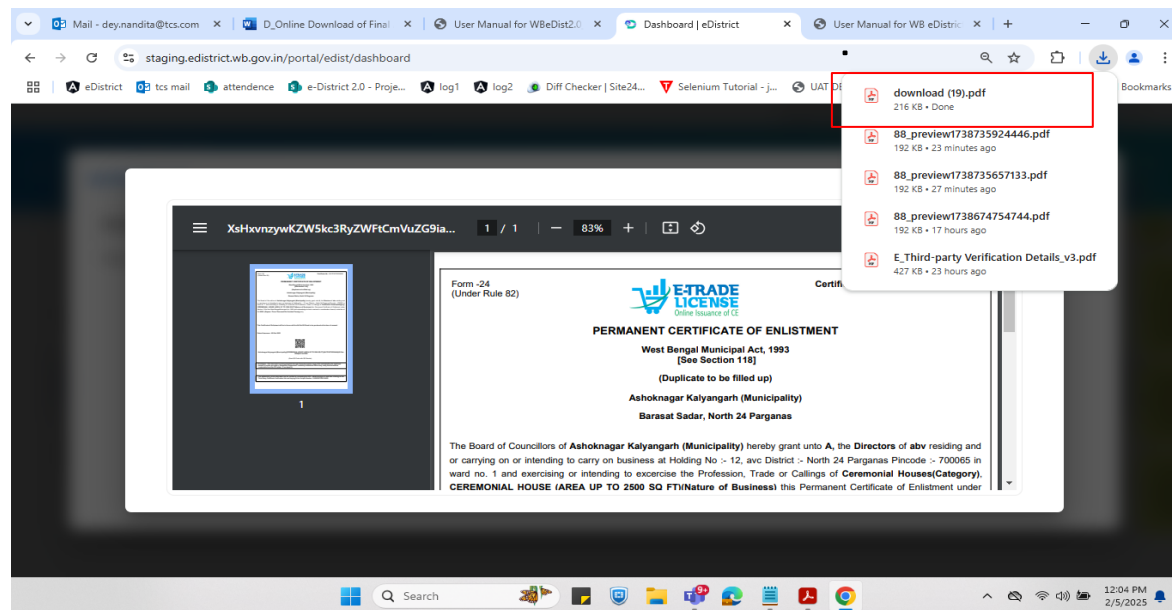 Mail - dey.nandita@tcs.com
D_Online Download of Final
User Manual for WBeDist2.0
Dashboard | eDistrict
User Manual for WB eDistric
staging.edistrict.wb.gov.in/portal/edist/dashboard
eDistrict
tcs mail
attendence
e-District 2.0 - Proje...
log1
log2
Diff Checker | Site24...
Selenium Tutorial - j...
UAT DE
Bookmarks
download (19).pdf
216 KB • Done
88_preview1738735924446.pdf
192 KB • 23 minutes ago
88_preview1738735657133.pdf
192 KB • 27 minutes ago
88_preview1738674754744.pdf
192 KB • 17 hours ago
E_Third-party Verification Details_v3.pdf
427 KB • 23 hours ago
XsHxvnzywKZW5kc3RyZWFtCmVuZG9ia...
1 / 1
83%
1
Form -24
(Under Rule 82)
E-TRADE
LICENSE
Online Issuance of CE
Certifi
PERMANENT CERTIFICATE OF ENLISTMENT
West Bengal Municipal Act, 1993
[See Section 118]
(Duplicate to be filled up)
Ashoknagar Kalyangarh (Municipality)
Barasat Sadar, North 24 Parganas
The Board of Councillors of Ashoknagar Kalyangarh (Municipality) hereby grant unto A, the Directors of abv residing and
or carrying on or intending to carry on business at Holding No :- 12, avc District :- North 24 Parganas Pincode :- 700065 in
ward no. 1 and exercising or intending to excercise the Profession, Trade or Callings of Ceremonial Houses(Category),
CEREMONIAL HOUSE (AREA UP TO 2500 SQ FT)(Nature of Business) this Permanent Certificate of Enlistment under
Search
12:04 PM
2/5/2025